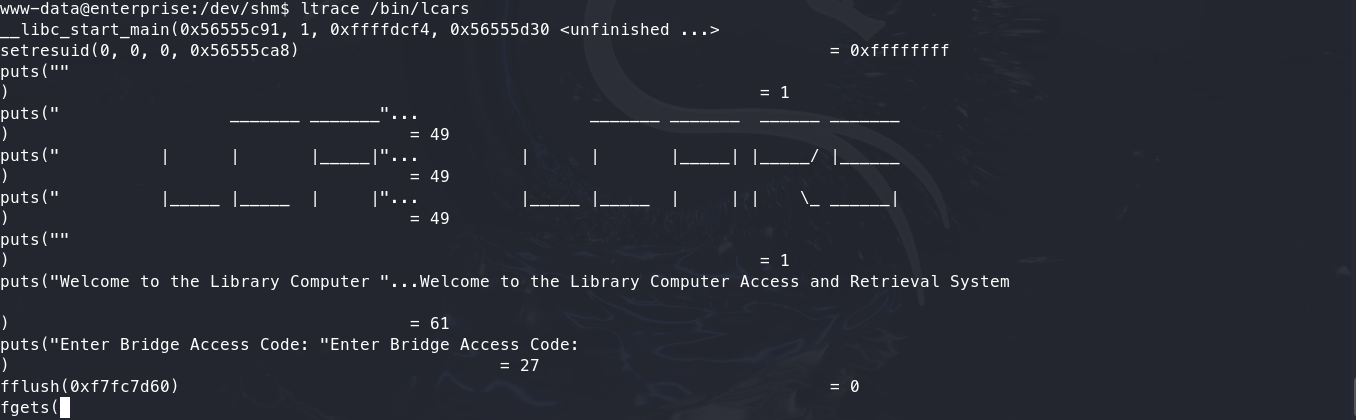 www-data@enterprise:/dev/shm$ ltrace /bin/lcars
__libc_start_main(0x56555c91, 1, 0xffffdcf4, 0x56555d30 <unfinished ...>
setresuid(0, 0, 0, 0x56555ca8)                                                     = 0xffffffff
puts(""
)                                                                           = 1
puts("                 _______ _______"...                 _______ _______  ______ _______
)                                        = 49
puts("          |      |       |_____|"...          |      |       |_____| |_____/ |______
)                                        = 49
puts("          |_____ |_____  |     |"...          |_____ |_____  |     | |    \_ ______|
)                                        = 49
puts(""
)                                                                           = 1
puts("Welcome to the Library Computer "...Welcome to the Library Computer Access and Retrieval System

)                                        = 61
puts("Enter Bridge Access Code: "Enter Bridge Access Code: 
)                                                 = 27
fflush(0xf7fc7d60)                                                                 = 0
fgets(